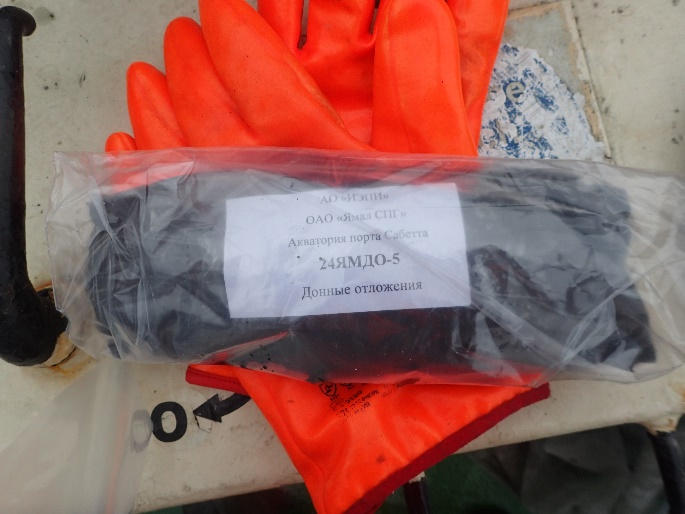 АО «ИЭПИ»
ОАО «Ямал СПГ»
Акватория порта Сабетта
24ЯМДО-5
Донные отложения